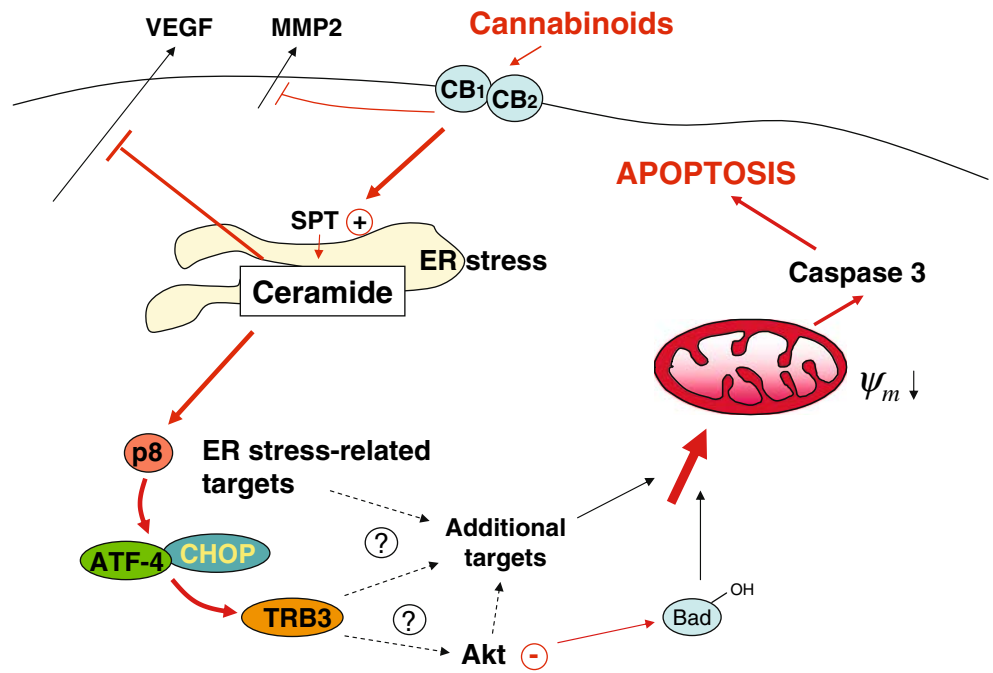 VEGF
MMP2
Cannabinoids
CB1
CB2
APOPTOSIS
SPT +
ER stress
Ceramide
Caspase 3
ψm ↓
p8
ER stress-related
targets
Additional
targets
?
ATF-4
CHOP
TRB3
?
OH
Bad
Akt -